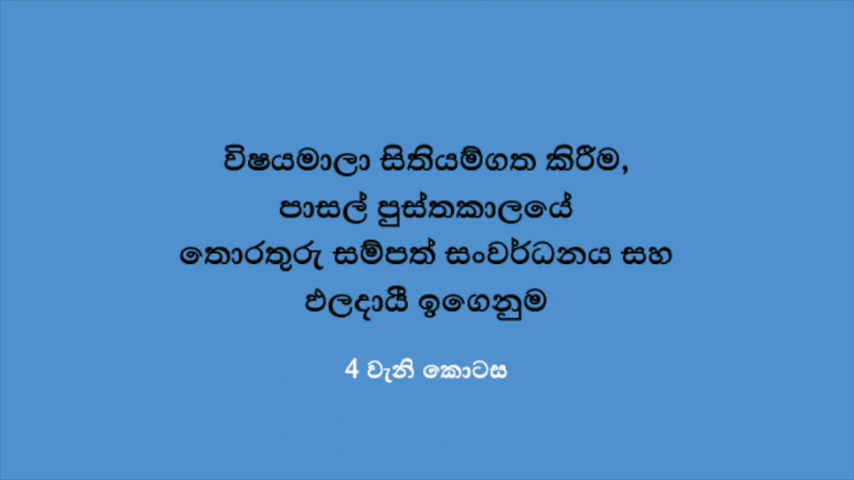 විෂයමාලා සිතියම්ගත කිරීම,
පාසල් පුස්තකාලයේ
තොරතුරු සම්පත් සංවර්ධනය සහ
ඵලදායී ඉගෙනුම
4 වැනි කොටස